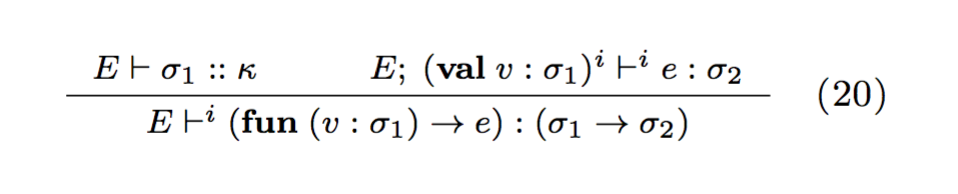 E ⊢ σ₁ :: κ E; (val v : σ₁)ⁱ ⊢ⁱ e : σ₂
E ⊢ⁱ (fun (v : σ₁) → e) : (σ₁ → σ₂) (20)